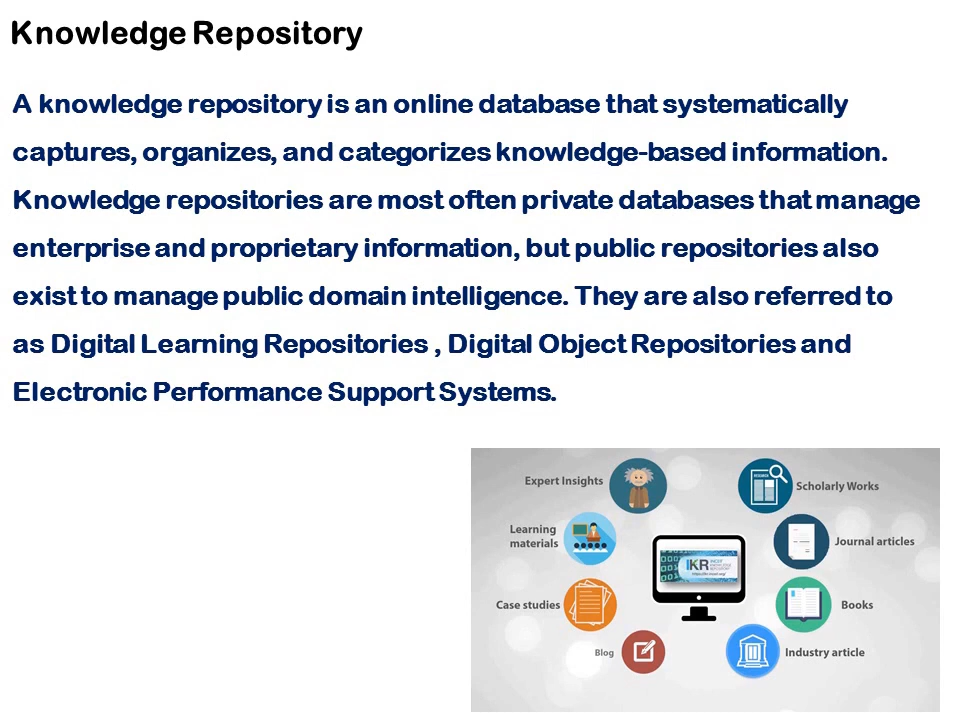 Knowledge Repository
A knowledge repository is an online database that systematically
captures, organizes, and categorizes knowledge-based information.
Knowledge repositories are most often private databases that manage
enterprise and proprietary information, but public repositories also
exist to manage public domain intelligence. They are also referred to
as Digital Learning Repositories , Digital Object Repositories and
Electronic Performance Support Systems.
Expert Insights
Scholarly Works
Learning
materials
Journal articles
IKR
KNOWLEDGE
REPOSITORY
Case studies
Books
Blog
Industry article